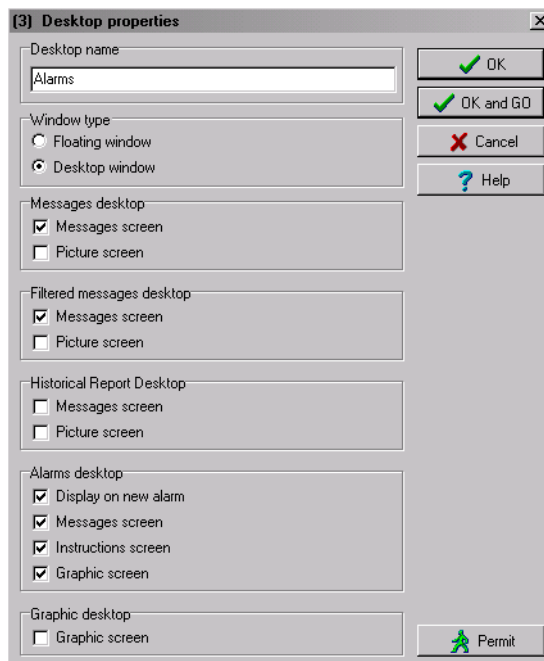 (3) Desktop properties
Desktop name
Alarms
OK
OK and GO
Cancel
Help
Window type
Floating window
Desktop window
Messages desktop
Messages screen
Picture screen
Filtered messages desktop
Messages screen
Picture screen
Historical Report Desktop
Messages screen
Picture screen
Alarms desktop
Display on new alarm
Messages screen
Instructions screen
Graphic screen
Graphic desktop
Graphic screen
Permit